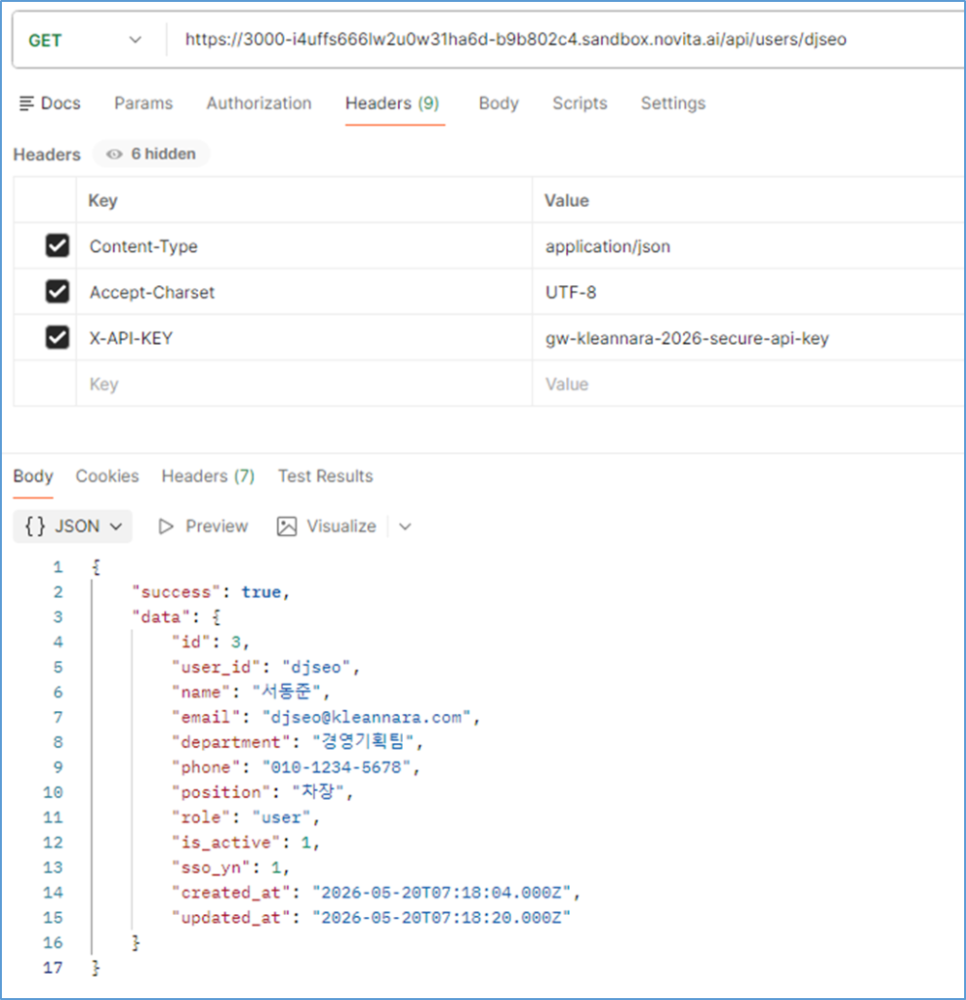 GET https://3000-i4uffs666lw2u0w31ha6d-b9b802c4.sandbox.novita.ai/api/users/djseo
Docs Params Authorization Headers (9) Body Scripts Settings
Headers 6 hidden
Key Value
Content-Type application/json
Accept-Charset UTF-8
X-API-KEY gw-kleannara-2026-secure-api-key
Key Value
Body Cookies Headers (7) Test Results
{} JSON Preview Visualize
1 {
2 "success": true,
3 "data": {
4 "id": 3,
5 "user_id": "djseo",
6 "name": "서동준",
7 "email": "djseo@kleannara.com",
8 "department": "경영기획팀",
9 "phone": "010-1234-5678",
10 "position": "차장",
11 "role": "user",
12 "is_active": 1,
13 "sso_yn": 1,
14 "created_at": "2026-05-20T07:18:04.000Z",
15 "updated_at": "2026-05-20T07:18:20.000Z"
16 }
17 }